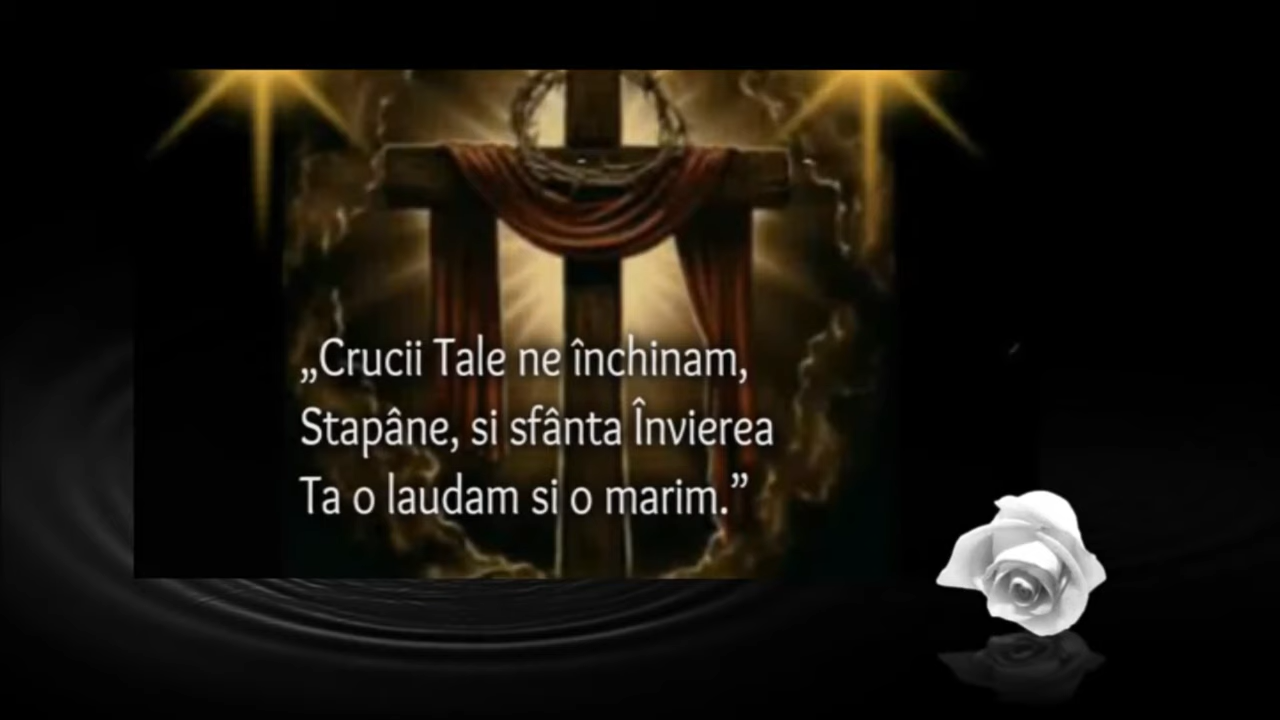 „Crucii Tale ne închinam,
Stapâne, si sfânta Învierea
Ta o laudam si o marim.”